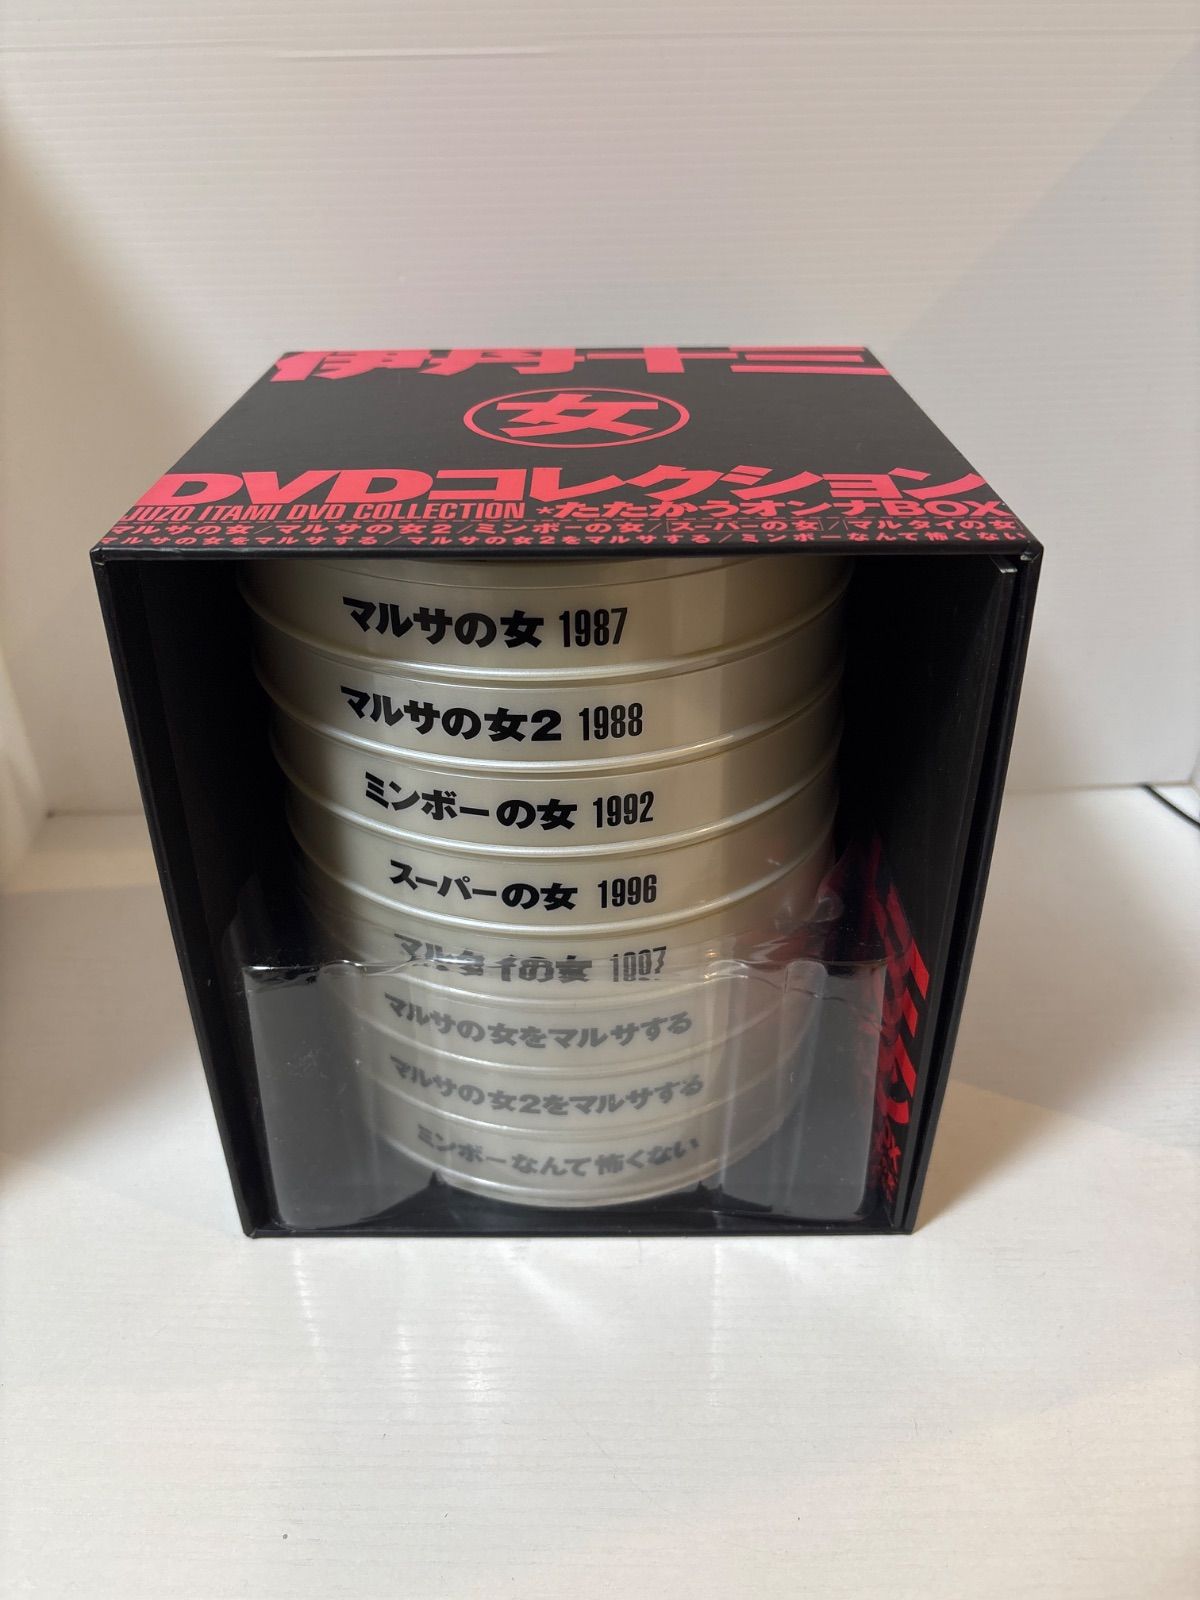 伊丹十三
女
DVDコレクション
JUZO ITAMI DVD COLLECTION ★たたかうオンナBOX
マルサの女/マルサの女2/ミンボーの女/スーパーの女/マルタイの女
マルサの女をマルサする/マルサの女2をマルサする/ミンボーなんて怖くない
マルサの女 1987
マルサの女2 1988
ミンボーの女 1992
スーパーの女 1996
マルタイの女 1997
マルサの女をマルサする
マルサの女2をマルサする
ミンボーなんて怖くない